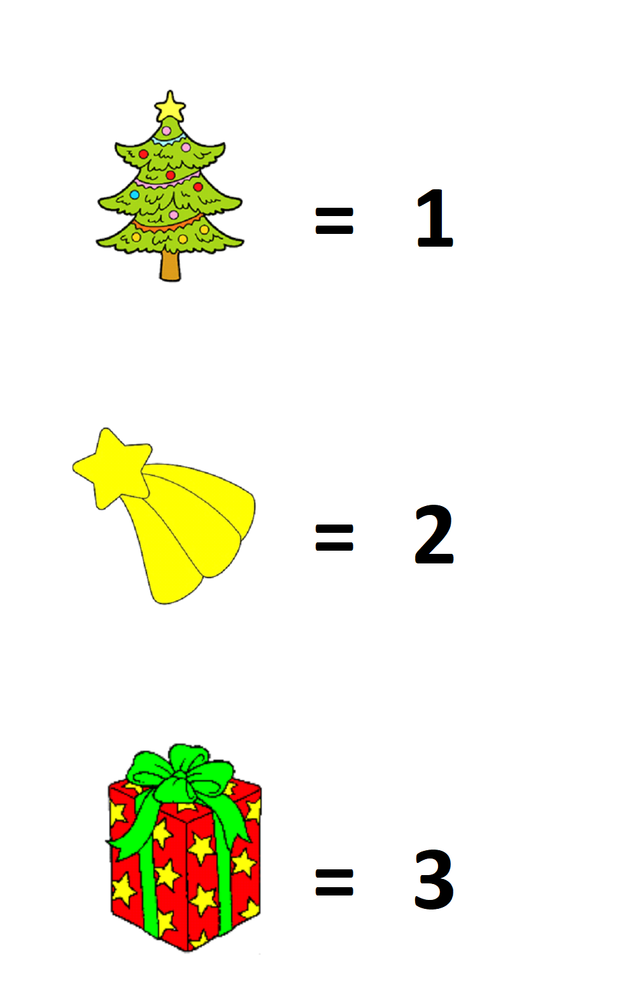 = 1
= 2
= 3